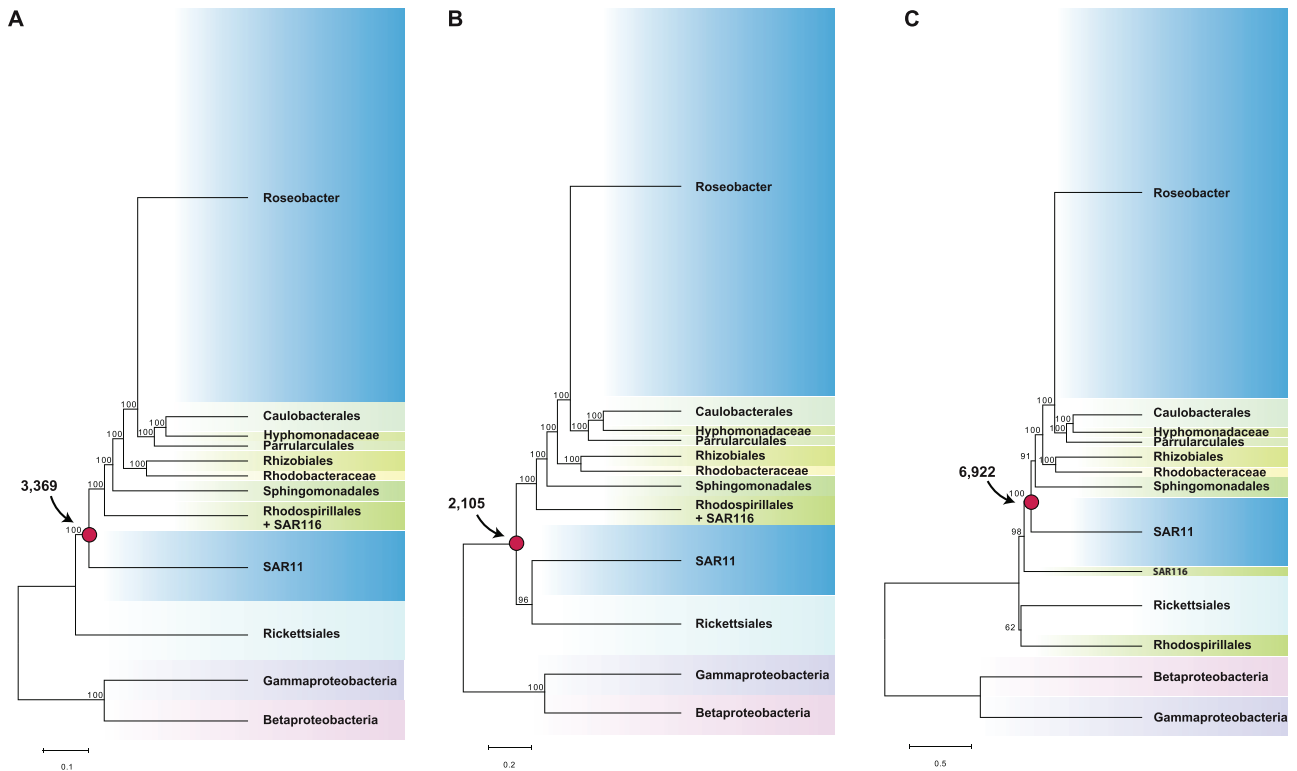 A
Roseobacter
100
Caulobacterales
100
100
Hyphomonadaceae
Parrularculales
100
Rhizobiales
100
Rhodobacteraceae
100
Sphingomonadales
100
3,369
Rhodospirillales
+ SAR116
100
SAR11
Rickettsiales
Gammaproteobacteria
100
Betaproteobacteria
0.1
B
Roseobacter
100
Caulobacterales
100
100
Hyphomonadaceae
Parrularculales
100
Rhizobiales
100
Rhodobacteraceae
100
Sphingomonadales
100
2,105
Rhodospirillales
+ SAR116
SAR11
96
Rickettsiales
Gammaproteobacteria
100
Betaproteobacteria
0.2
C
Roseobacter
100
Caulobacterales
100
100
Hyphomonadaceae
Parrularculales
91
Rhizobiales
100
Rhodobacteraceae
6,922
Sphingomonadales
100
SAR11
98
SAR116
Rickettsiales
62
Rhodospirillales
Betaproteobacteria
Gammaproteobacteria
0.5